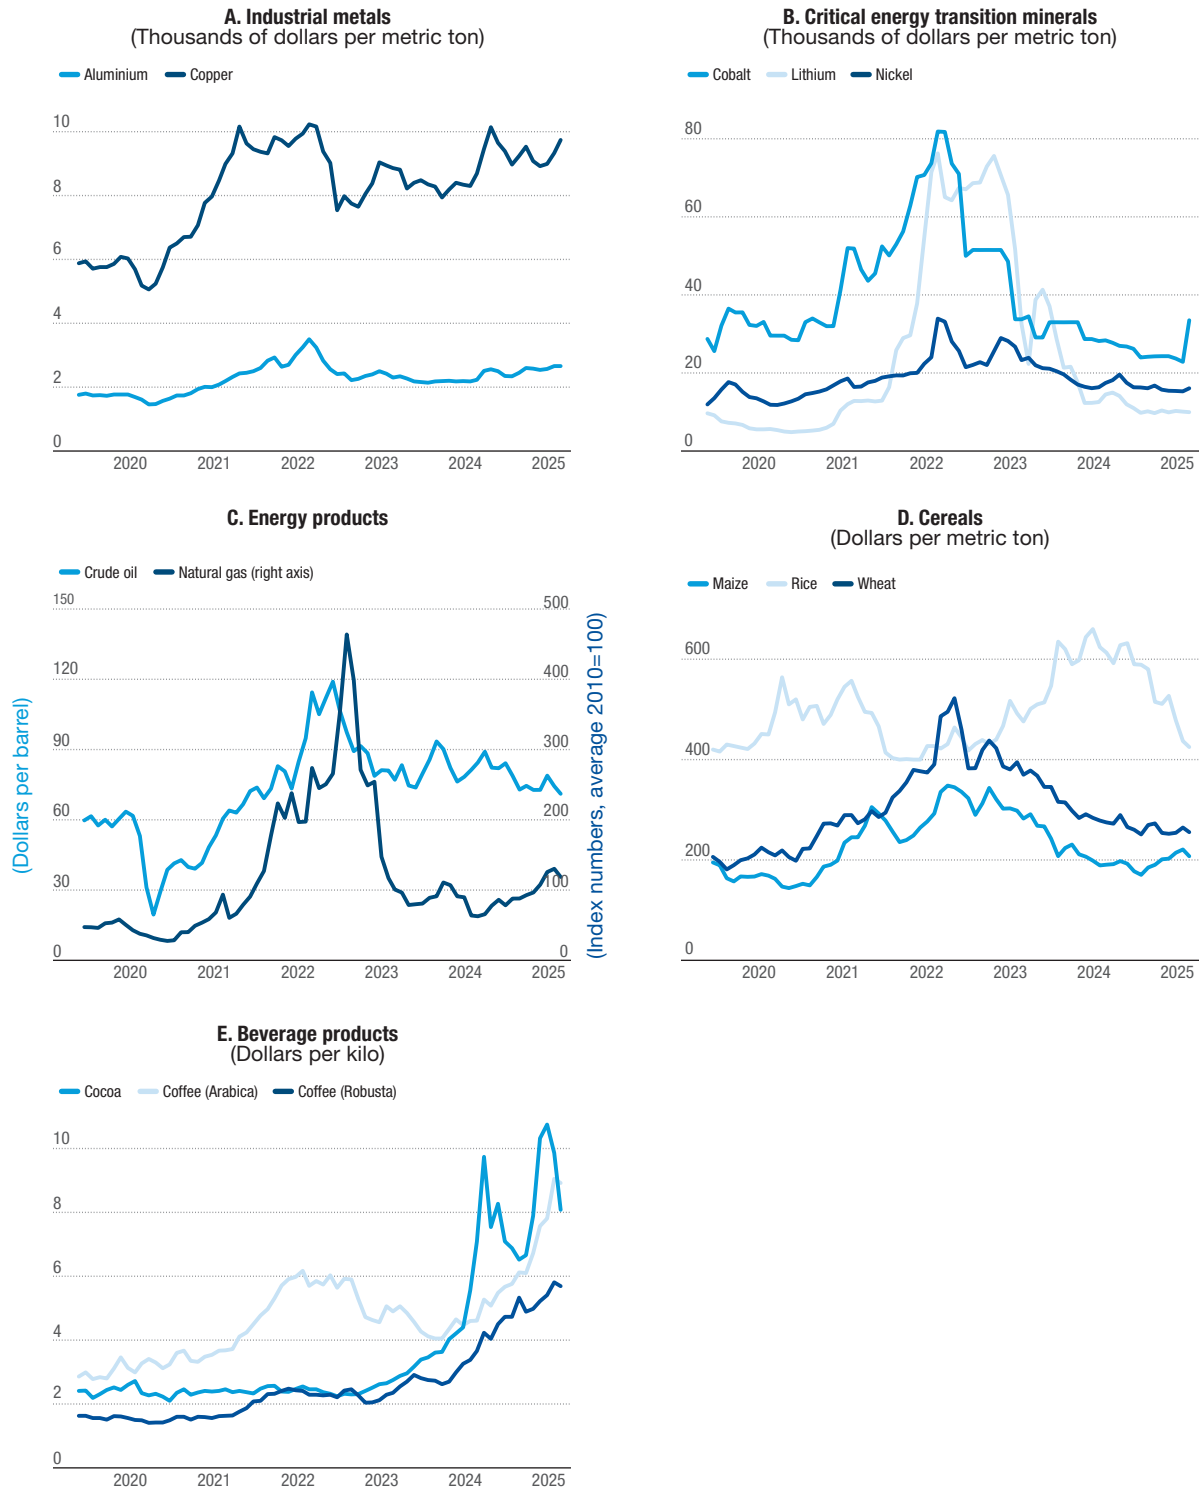 A. Industrial metals
(Thousands of dollars per metric ton)
Aluminium Copper
10
8
6
4
2
0
2020 2021 2022 2023 2024 2025
B. Critical energy transition minerals
(Thousands of dollars per metric ton)
Cobalt Lithium Nickel
80
60
40
20
0
2020 2021 2022 2023 2024 2025
C. Energy products
Crude oil Natural gas (right axis)
(Dollars per barrel)
150 500
120 400
90 300
60 200
30 100
0 0
(Index numbers, average 2010=100)
2020 2021 2022 2023 2024 2025
D. Cereals
(Dollars per metric ton)
Maize Rice Wheat
600
400
200
0
2020 2021 2022 2023 2024 2025
E. Beverage products
(Dollars per kilo)
Cocoa Coffee (Arabica) Coffee (Robusta)
10
8
6
4
2
0
2020 2021 2022 2023 2024 2025